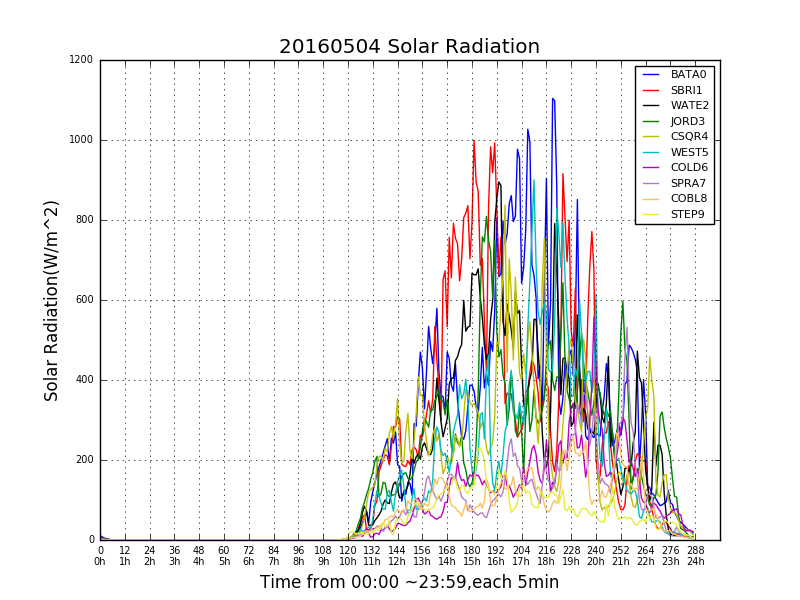 20160504 Solar Radiation
1200
1000
800
600
400
200
0
Solar Radiation(W/m^2)
BATA0
SBRI1
WATE2
JORD3
CSQR4
WEST5
COLD6
SPRA7
COBL8
STEP9
0 12 24 36 48 60 72 84 96 108 120 132 144 156 168 180 192 204 216 228 240 252 264 276 288
0h 1h 2h 3h 4h 5h 6h 7h 8h 9h 10h 11h 12h 13h 14h 15h 16h 17h 18h 19h 20h 21h 22h 23h 24h
Time from 00:00 ~23:59,each 5min